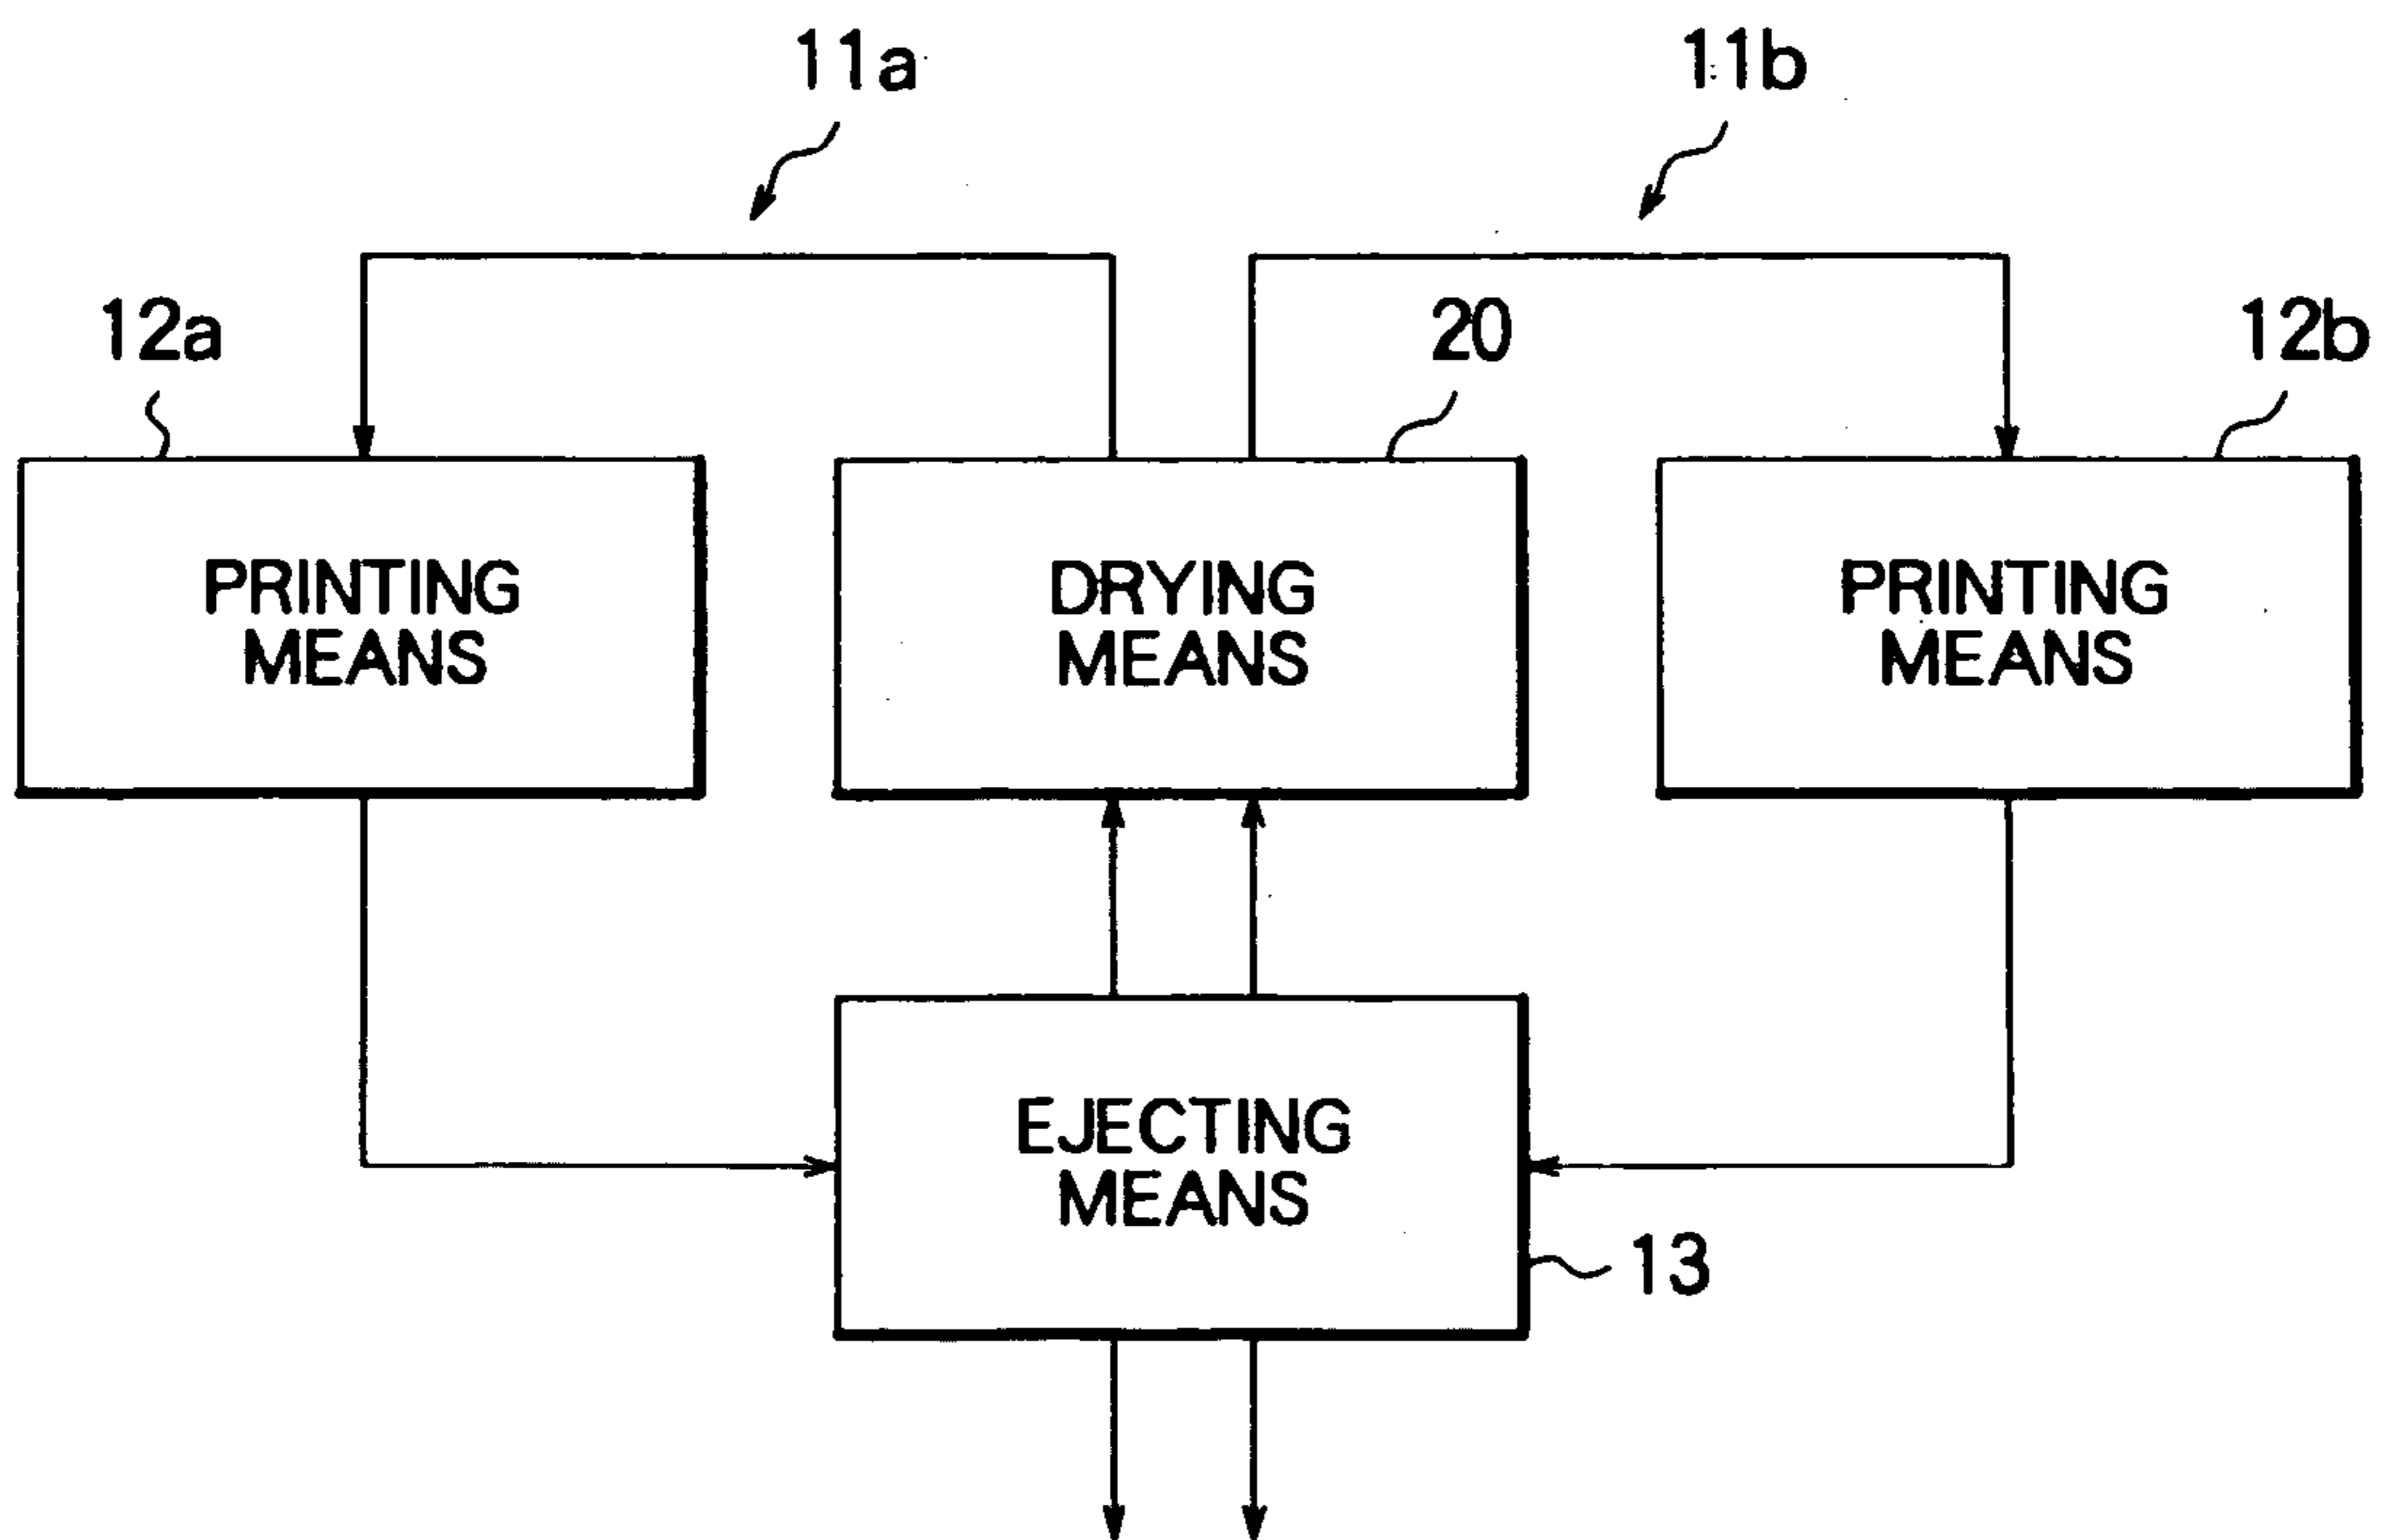 11a
11b
12a
20
12b
PRINTING
MEANS
DRYING
MEANS
PRINTING
MEANS
EJECTING
MEANS
13